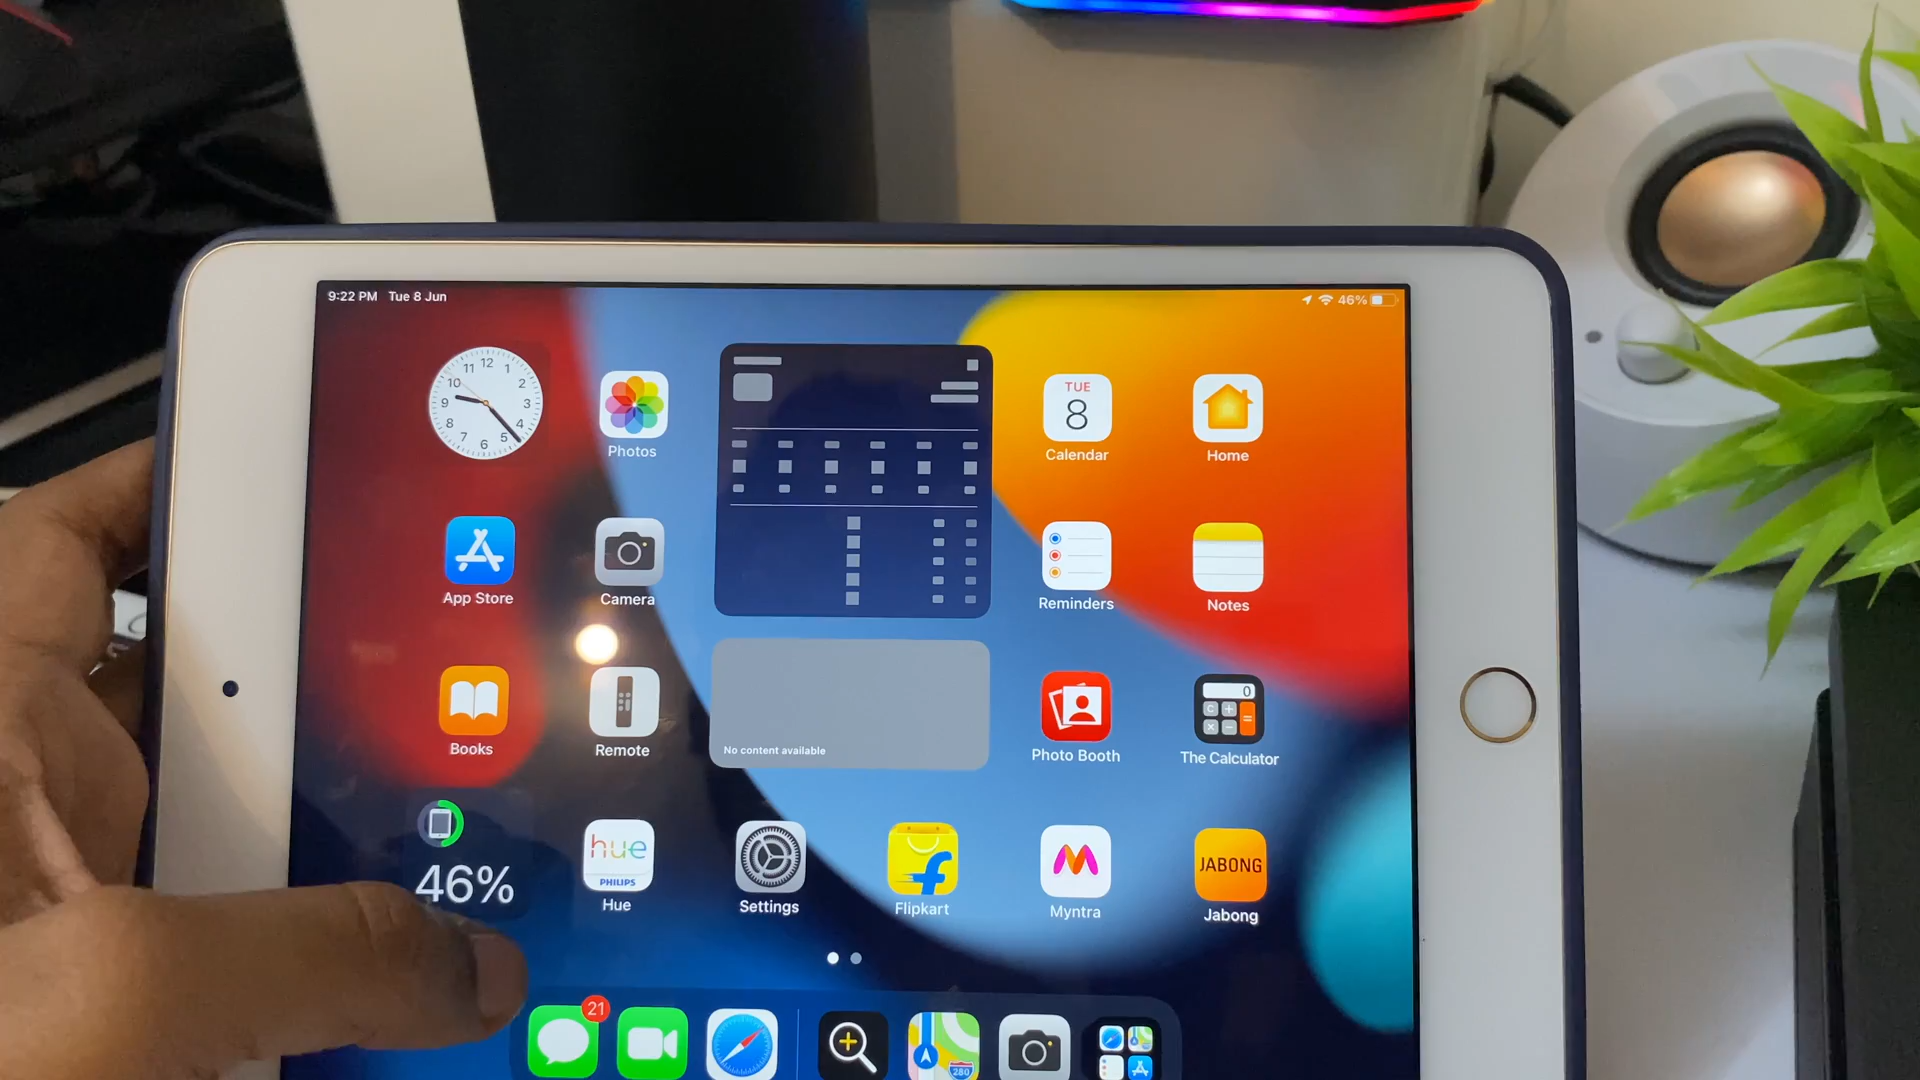 9:22 PM Tue 8 Jun
46%
12
11 1
10 2
9 3
8 4
7 5
6
Photos
TUE
8
Calendar
Home
App Store
Camera
Reminders
Notes
Books
Remote
No content available
0
C + = × −
Photo Booth
The Calculator
46%
hue
PHILIPS
Hue
Settings
Flipkart
Myntra
JABONG
Jabong
21
280